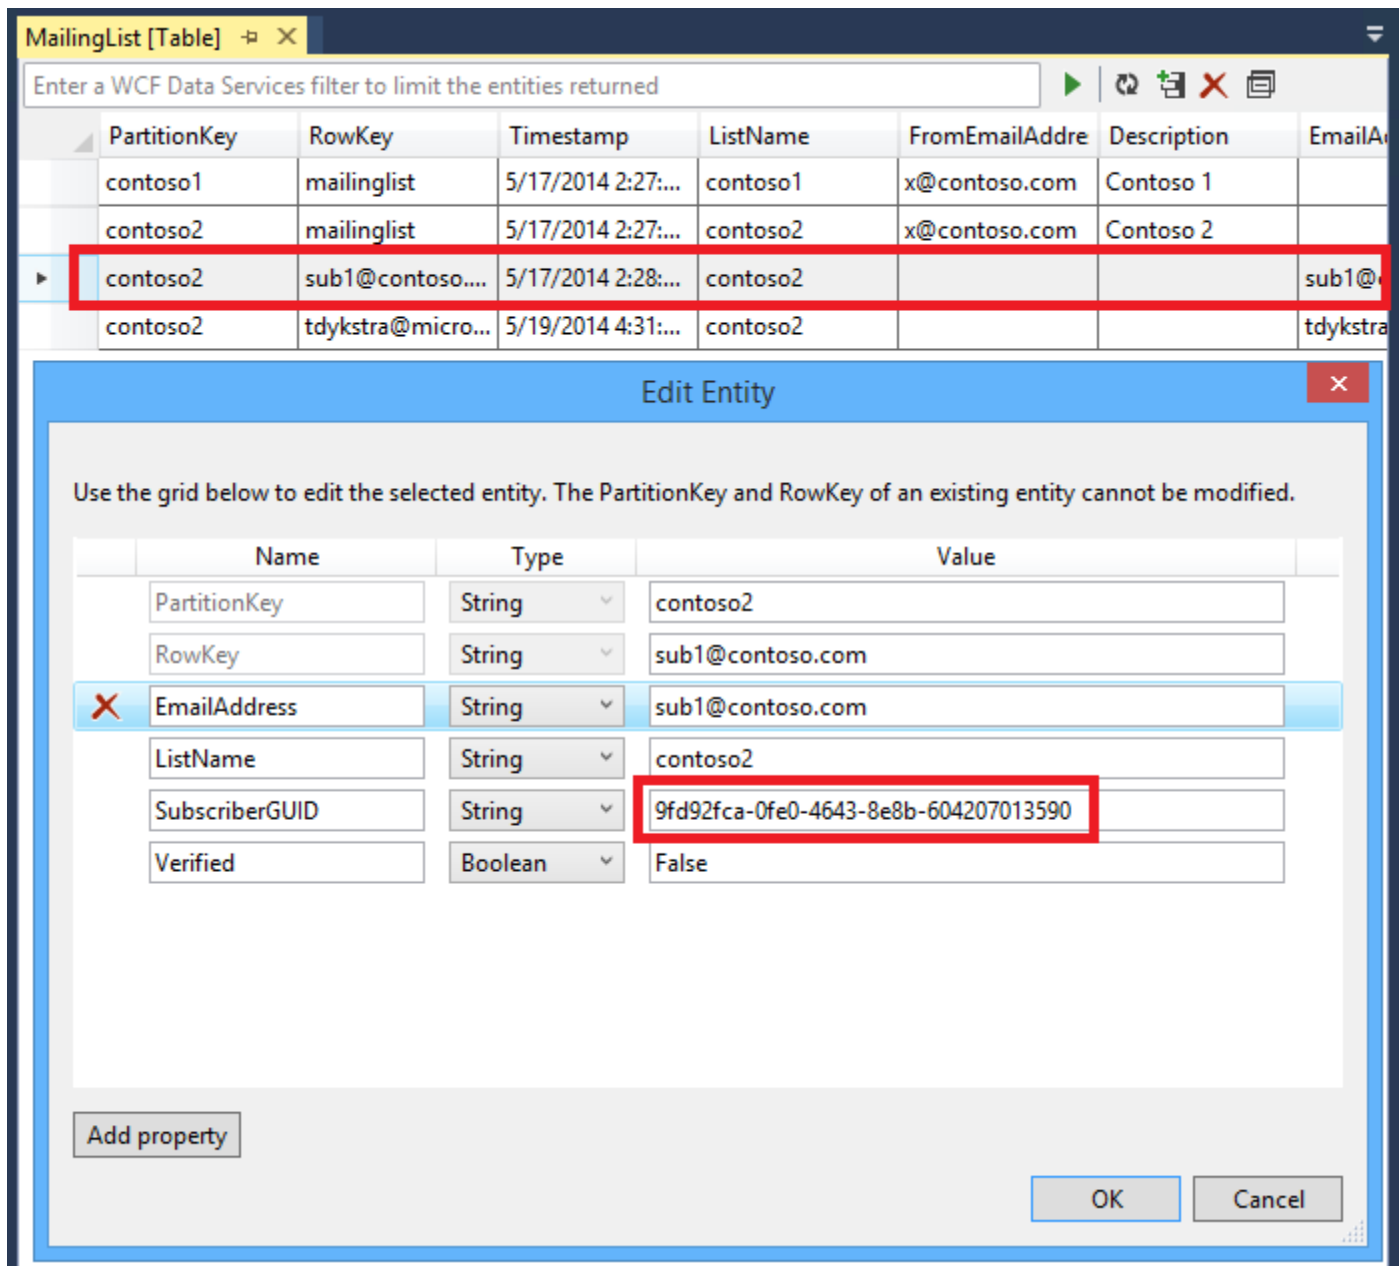 MailingList [Table]
Enter a WCF Data Services filter to limit the entities returned
PartitionKey RowKey Timestamp ListName FromEmailAddre Description EmailA
contoso1 mailinglist 5/17/2014 2:27:... contoso1 x@contoso.com Contoso 1
contoso2 mailinglist 5/17/2014 2:27:... contoso2 x@contoso.com Contoso 2
contoso2 sub1@contoso.... 5/17/2014 2:28:... contoso2 sub1@
contoso2 tdykstra@micro... 5/19/2014 4:31:... contoso2 tdykstra
Edit Entity
Use the grid below to edit the selected entity. The PartitionKey and RowKey of an existing entity cannot be modified.
Name Type Value
PartitionKey String contoso2
RowKey String sub1@contoso.com
EmailAddress String sub1@contoso.com
ListName String contoso2
SubscriberGUID String 9fd92fca-0fe0-4643-8e8b-604207013590
Verified Boolean False
Add property
OK Cancel